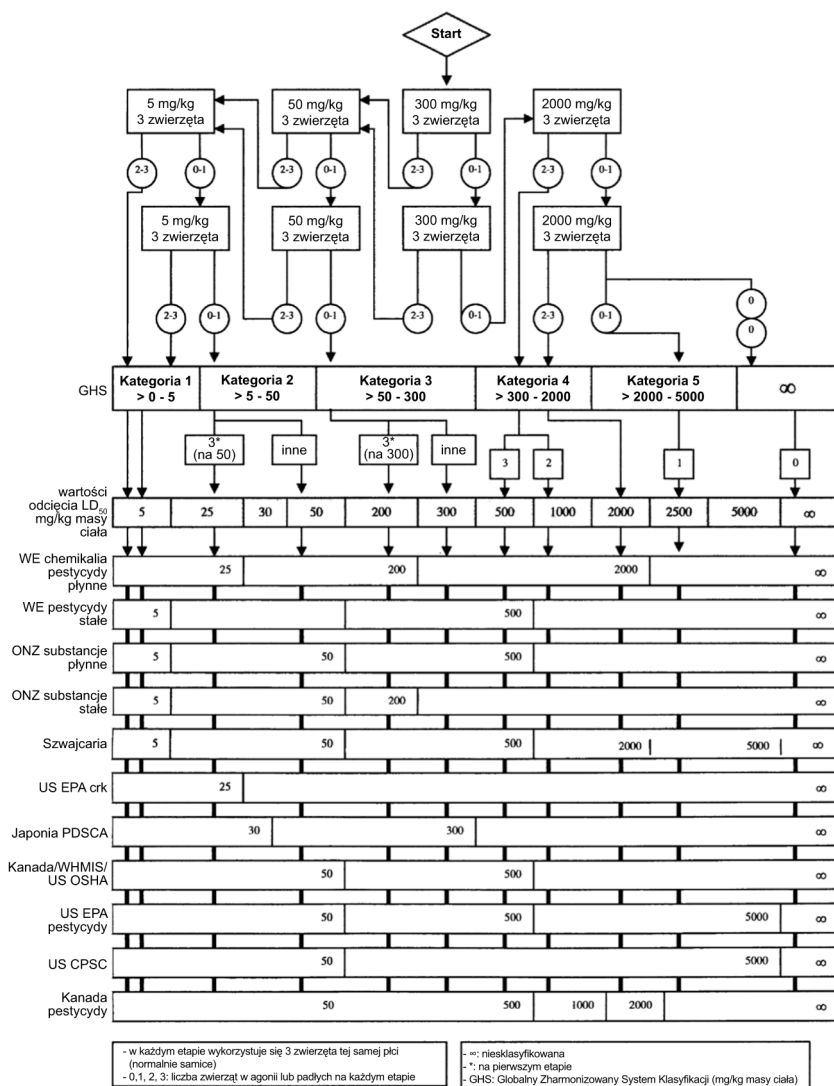 Start
5 mg/kg
3 zwierzęta
50 mg/kg
3 zwierzęta
300 mg/kg
3 zwierzęta
2000 mg/kg
3 zwierzęta
2-3 0-1 2-3 0-1 2-3 0-1 2-3 0-1
5 mg/kg
3 zwierzęta
50 mg/kg
3 zwierzęta
300 mg/kg
3 zwierzęta
2000 mg/kg
3 zwierzęta
2-3 0-1 2-3 0-1 2-3 0-1 2-3 0-1 0
0
GHS
Kategoria 1
> 0 - 5
Kategoria 2
> 5 - 50
Kategoria 3
> 50 - 300
Kategoria 4
> 300 - 2000
Kategoria 5
> 2000 - 5000
∞
3*
(na 50)
inne
3*
(na 300)
inne
3 2 1 0
wartości
odcięcia LD50
mg/kg masy
ciała
5 25 30 50 200 300 500 1000 2000 2500 5000 ∞
WE chemikalia
pestycydy
płynne
25 200 2000 ∞
WE pestycydy
stałe
5 500 ∞
ONZ substancje
płynne
5 50 500 ∞
ONZ substancje
stałe
5 50 200 ∞
Szwajcaria
5 50 500 2000 5000 ∞
US EPA crk
25 ∞
Japonia PDSCA
30 300 ∞
Kanada/WHMIS/
US OSHA
50 500 ∞
US EPA
pestycydy
50 500 5000 ∞
US CPSC
50 5000 ∞
Kanada
pestycydy
50 500 1000 2000 ∞
- w każdym etapie wykorzystuje się 3 zwierzęta tej samej płci
(normalnie samice)
- 0,1, 2, 3: liczba zwierząt w agonii lub padłych na każdym etapie
- ∞: niesklasyfikowana
- *: na pierwszym etapie
- GHS: Globalny Zharmonizowany System Klasyfikacji (mg/kg masy ciała)